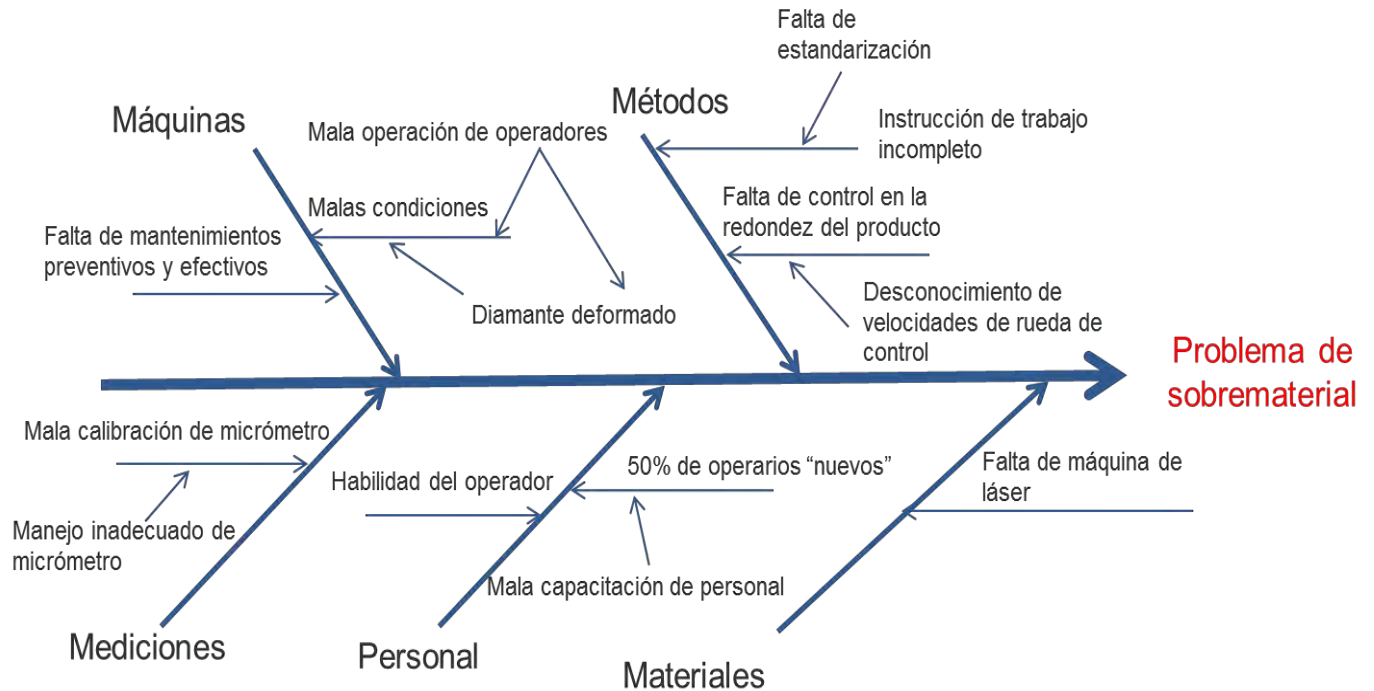 Falta de
estandarización
Métodos
Máquinas
Mala operación de operadores
Instrucción de trabajo
incompleto
Malas condiciones
Falta de control en la
redondez del producto
Falta de mantenimientos
preventivos y efectivos
Diamante deformado
Desconocimiento de
velocidades de rueda de
control
Problema de
sobrematerial
Mala calibración de micrómetro
Habilidad del operador
50% de operarios “nuevos”
Falta de máquina de
láser
Manejo inadecuado de
micrómetro
Mala capacitación de personal
Mediciones
Personal
Materiales